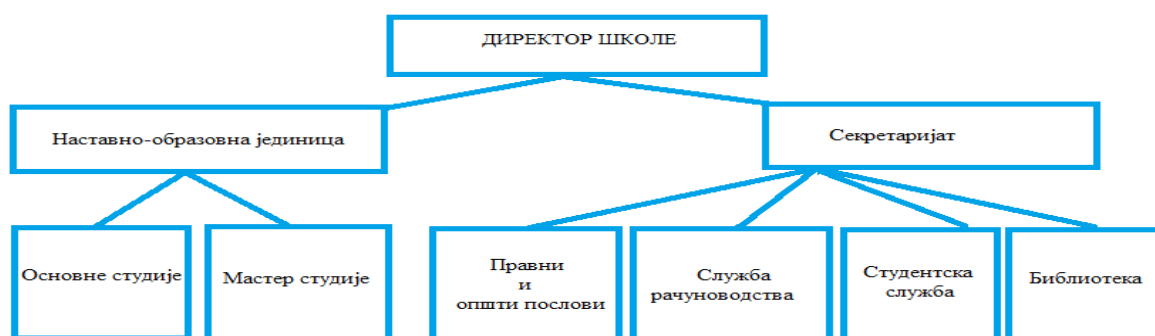 ДИРЕКТОР ШКОЛЕ
Наставно-образовна јединица
Секретаријат
Основне студије
Мастер студије
Правни
и
општи послови
Служба
рачуноводства
Студентска
служба
Библиотека